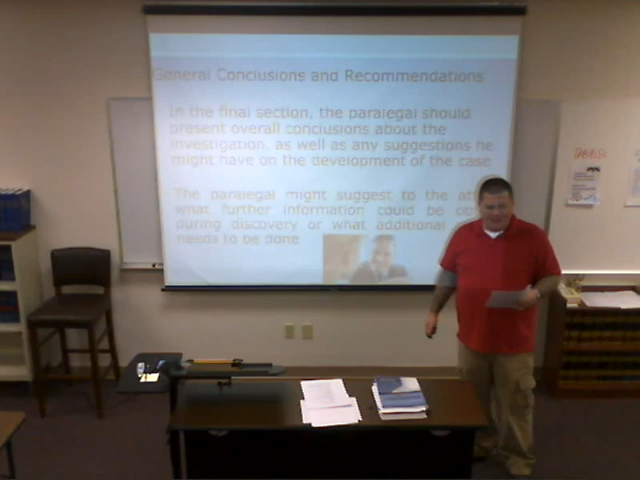 General Conclusions and Recommendations
In the final section, the paralegal should
present overall conclusions about the
investigation, as well as any suggestions he
might have on the development of the case
The paralegal might suggest to the
what further information could be
during discovery or what additional
needs to be done